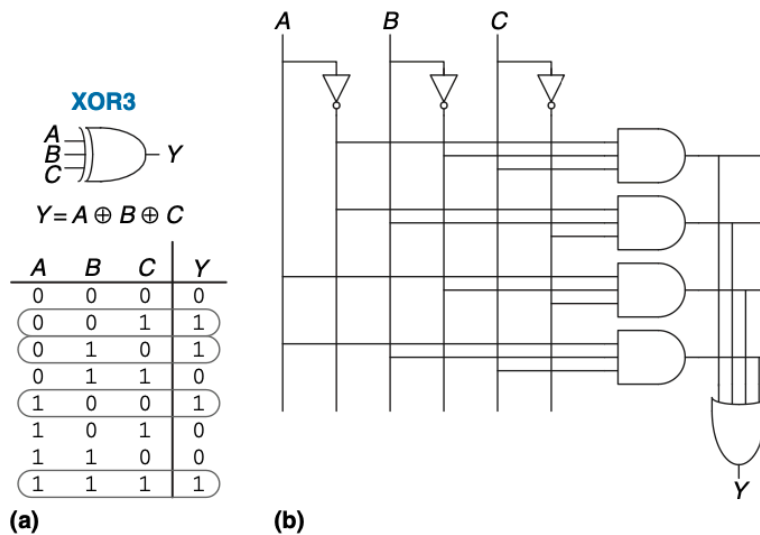 XOR3
A
B
C
Y
Y = A ⊕ B ⊕ C
A B C Y
0 0 0 0
0 0 1 1
0 1 0 1
0 1 1 0
1 0 0 1
1 0 1 0
1 1 0 0
1 1 1 1
(a)
A B C
Y
(b)